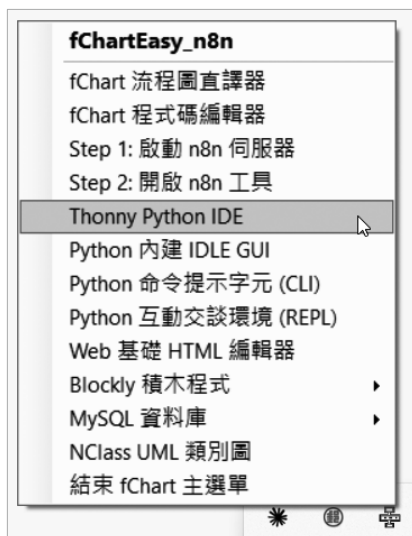 fChartEasy_n8n
fChart 流程圖直譯器
fChart 程式碼編輯器
Step 1: 啟動 n8n 伺服器
Step 2: 開啟 n8n 工具
Thonny Python IDE
Python 內建 IDLE GUI
Python 命令提示字元 (CLI)
Python 互動交談環境 (REPL)
Web 基礎 HTML 編輯器
Blockly 積木程式
MySQL 資料庫
NClass UML 類別圖
結束 fChart 主選單